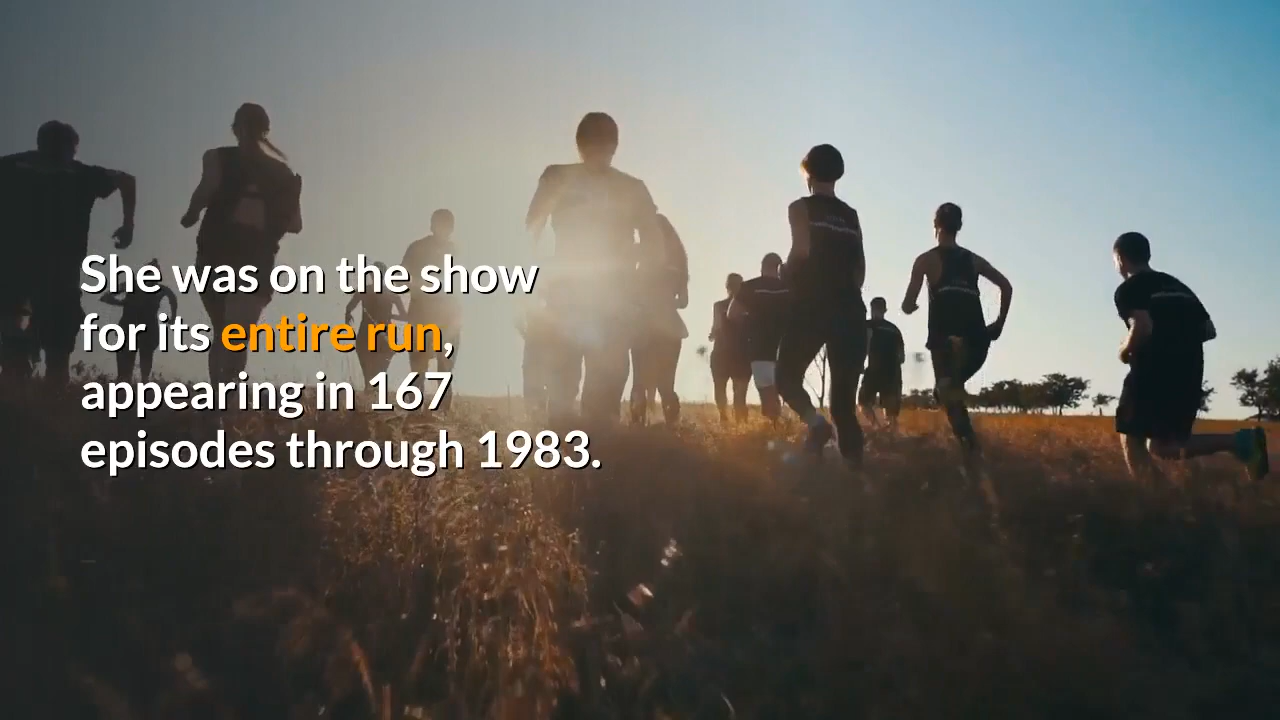 She was on the show
for its entire run,
appearing in 167
episodes through 1983.